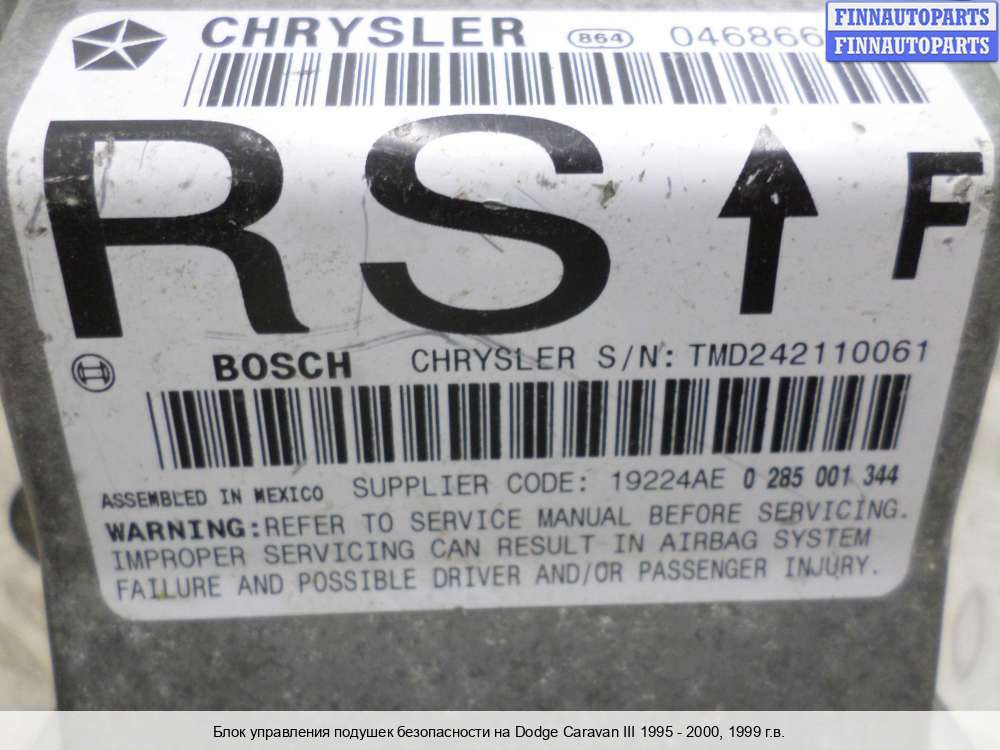 CHRYSLER 864 046866
FINNAUTOPARTS
FINNAUTOPARTS
RS F
BOSCH CHRYSLER S/N: TMD242110061
ASSEMBLED IN MEXICO SUPPLIER CODE: 19224AE 0 285 001 344
WARNING:REFER TO SERVICE MANUAL BEFORE SERVICING.
IMPROPER SERVICING CAN RESULT IN AIRBAG SYSTEM
FAILURE AND POSSIBLE DRIVER AND/OR PASSENGER INJURY.
Блок управления подушек безопасности на Dodge Caravan III 1995 - 2000, 1999 г.в.